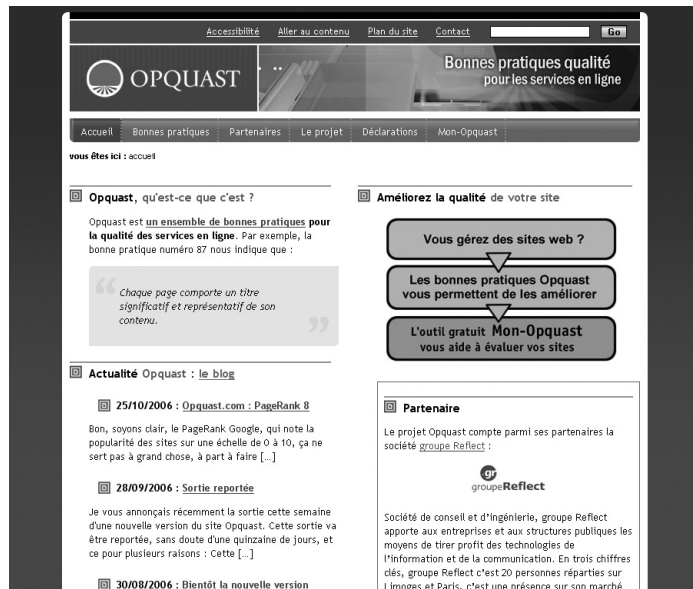 Accessibilité Aller au contenu Plan du site Contact Go
OPQUAST
Bonnes pratiques qualité
pour les services en ligne
Accueil Bonnes pratiques Partenaires Le projet Déclarations Mon-Opquast
vous êtes ici : accueil
Opquast, qu'est-ce que c'est ?
Opquast est un ensemble de bonnes pratiques pour
la qualité des services en ligne. Par exemple, la
bonne pratique numéro 87 nous indique que :
“ Chaque page comporte un titre
significatif et représentatif de son
contenu. ”
Actualité Opquast : le blog
25/10/2006 : Opquast.com : PageRank 8
Bon, soyons clair, le PageRank Google, qui note la
popularité des sites sur une échelle de 0 à 10, ça ne
sert pas à grand chose, à part à faire [...]
28/09/2006 : Sortie reportée
Je vous annonçais récemment la sortie cette semaine
d'une nouvelle version du site Opquast. Cette sortie va
être reportée, sans doute d'une quinzaine de jours, et
ce pour plusieurs raisons : Cette [...]
30/08/2006 : Bientôt la nouvelle version
Améliorez la qualité de votre site
Vous gérez des sites web ?
Les bonnes pratiques Opquast
vous permettent de les améliorer
L'outil gratuit Mon-Opquast
vous aide à évaluer vos sites
Partenaire
Le projet Opquast compte parmi ses partenaires la
société groupe Reflect :
gr
groupeReflect
Société de conseil et d'ingénierie, groupe Reflect
apporte aux entreprises et aux structures publiques les
moyens de tirer profit des technologies de
l'information et de la communication. En trois chiffres
clés, groupe Reflect c'est 20 personnes réparties sur
Limoges et Paris, c'est une présence sur son marché